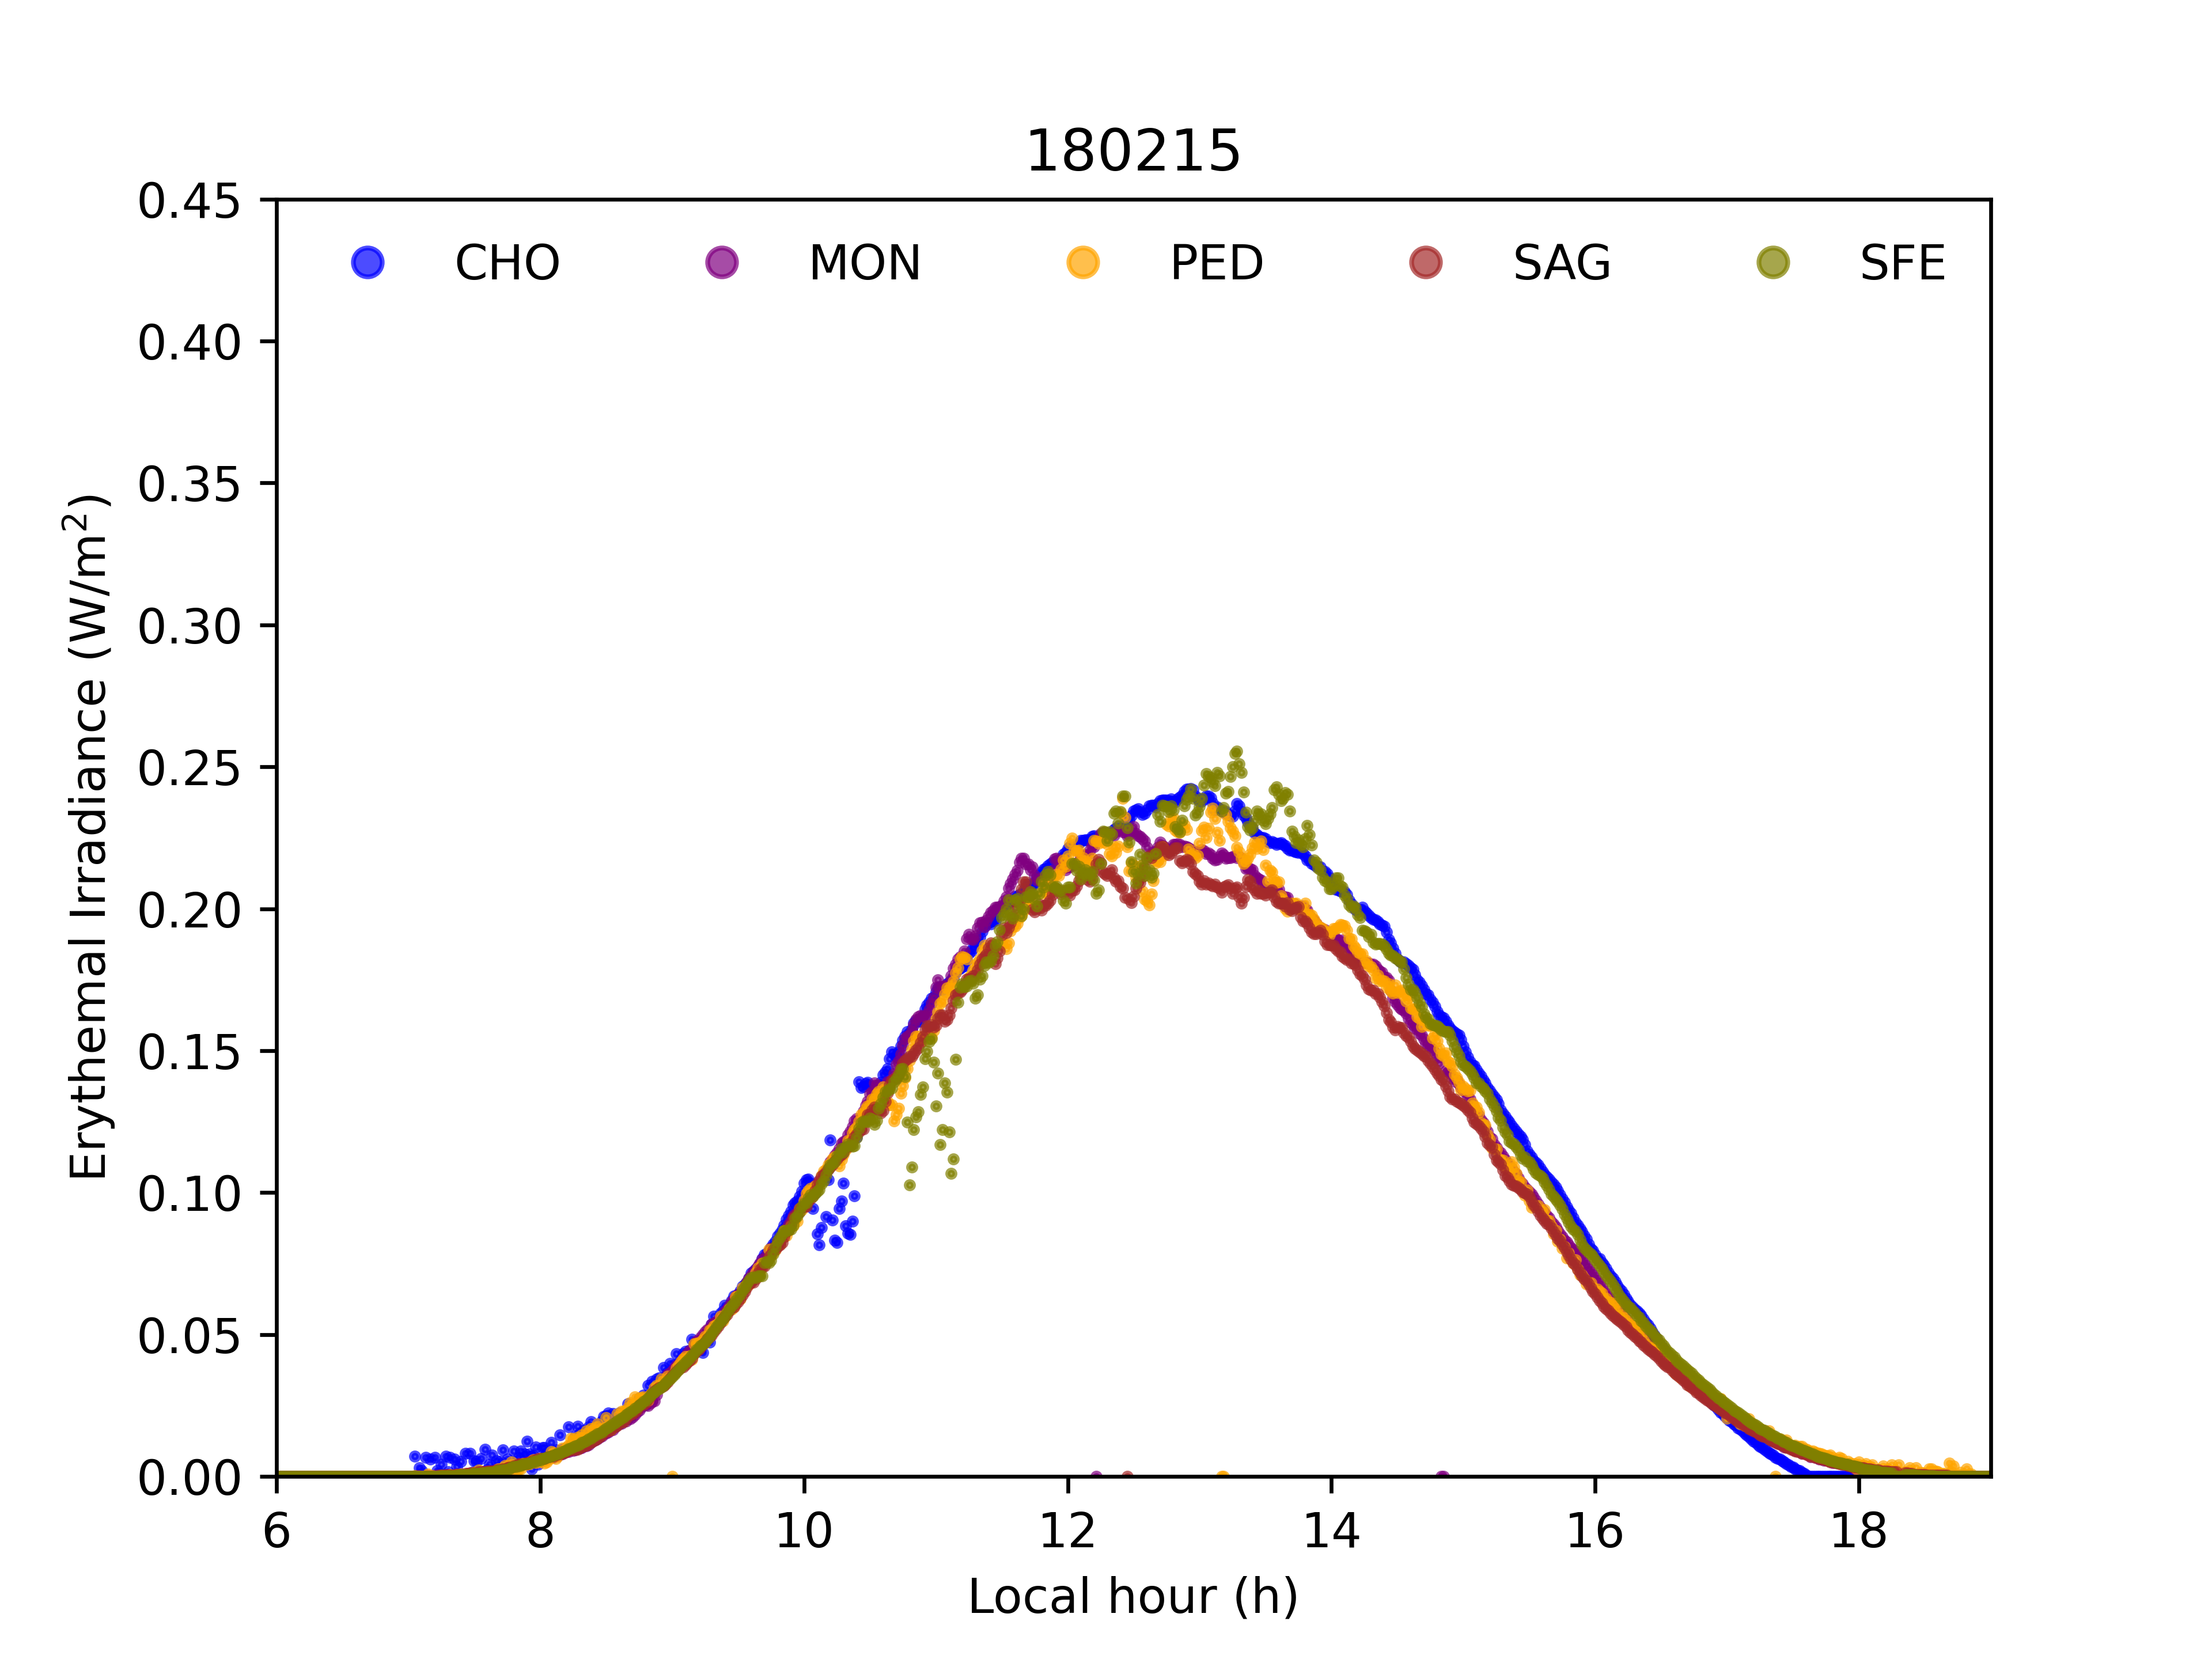 180215
CHO MON PED SAG SFE
0.45
0.40
0.35
0.30
0.25
0.20
0.15
0.10
0.05
0.00
Erythemal Irradiance (W/m²)
6 8 10 12 14 16 18
Local hour (h)